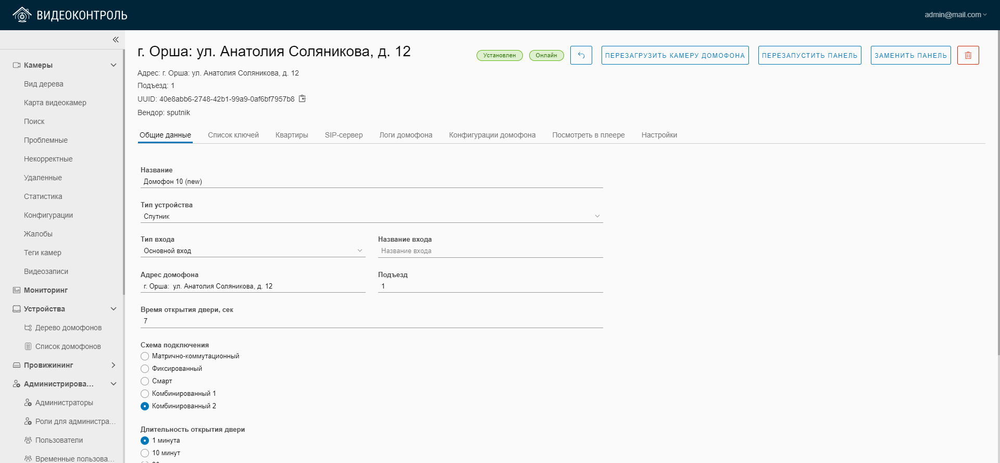 ВИДЕОКОНТРОЛЬ
admin@mail.com
Камеры
Вид дерева
Карта видеокамер
Поиск
Проблемные
Некорректные
Удаленные
Статистика
Конфигурации
Жалобы
Теги камер
Видеозаписи
Мониторинг
Устройства
Дерево домофонов
Список домофонов
Провижининг
Администрирова...
Администраторы
Роли для администра...
Пользователи
Временные пользова...
г. Орша: ул. Анатолия Соляникова, д. 12
Установлен
Онлайн
ПЕРЕЗАГРУЗИТЬ КАМЕРУ ДОМОФОНА
ПЕРЕЗАПУСТИТЬ ПАНЕЛЬ
ЗАМЕНИТЬ ПАНЕЛЬ
Адрес: г. Орша: ул. Анатолия Соляникова, д. 12
Подъезд: 1
UUID: 40e8abb6-2748-42b1-99a9-0af6bf7957b8
Вендор: sputnik
Общие данные
Список ключей
Квартиры
SIP-сервер
Логи домофона
Конфигурации домофона
Посмотреть в плеере
Настройки
Название
Домофон 10 (new)
Тип устройства
Спутник
Тип входа
Основной вход
Название входа
Название входа
Адрес домофона
г. Орша: ул. Анатолия Соляникова, д. 12
Подъезд
1
Время открытия двери, сек
7
Схема подключения
Матрично-коммутационный
Фиксированный
Смарт
Комбинированный 1
Комбинированный 2
Длительность открытия двери
1 минута
10 минут